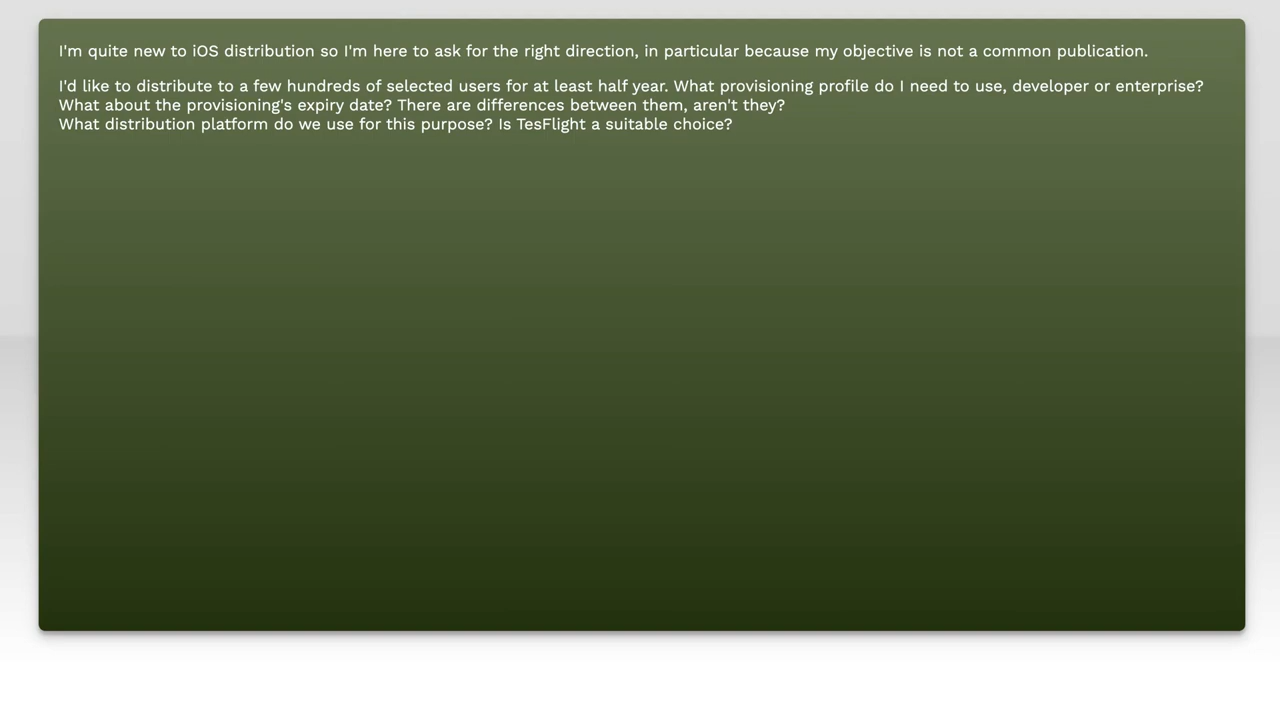 I'm quite new to iOS distribution so I'm here to ask for the right direction, in particular because my objective is not a common publication.
I'd like to distribute to a few hundreds of selected users for at least half year. What provisioning profile do I need to use, developer or enterprise?
What about the provisioning's expiry date? There are differences between them, aren't they?
What distribution platform do we use for this purpose? Is TesFlight a suitable choice?